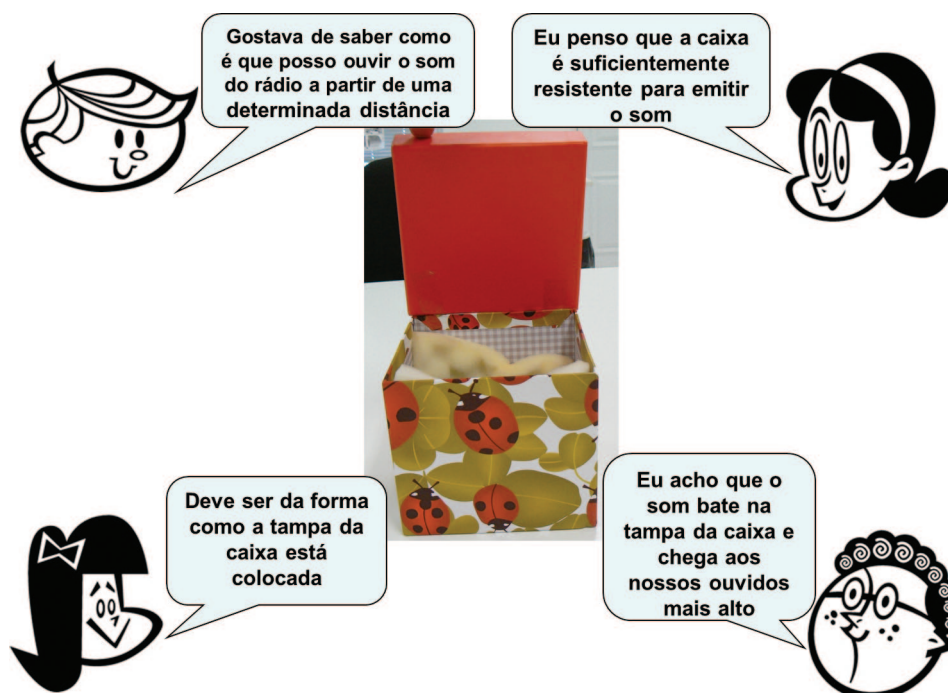 Gostava de saber como
é que posso ouvir o som
do rádio a partir de uma
determinada distância
Eu penso que a caixa
é suficientemente
resistente para emitir
o som
Deve ser da forma
como a tampa da
caixa está
colocada
Eu acho que o
som bate na
tampa da caixa e
chega aos
nossos ouvidos
mais alto